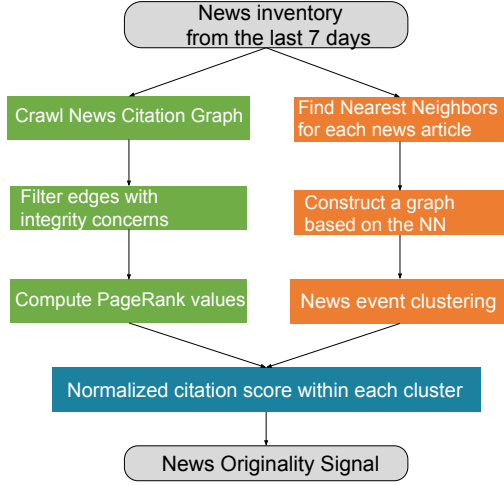 News inventory
from the last 7 days
Crawl News Citation Graph
Find Nearest Neighbors
for each news article
Filter edges with
integrity concerns
Construct a graph
based on the NN
Compute PageRank values
News event clustering
Normalized citation score within each cluster
News Originality Signal